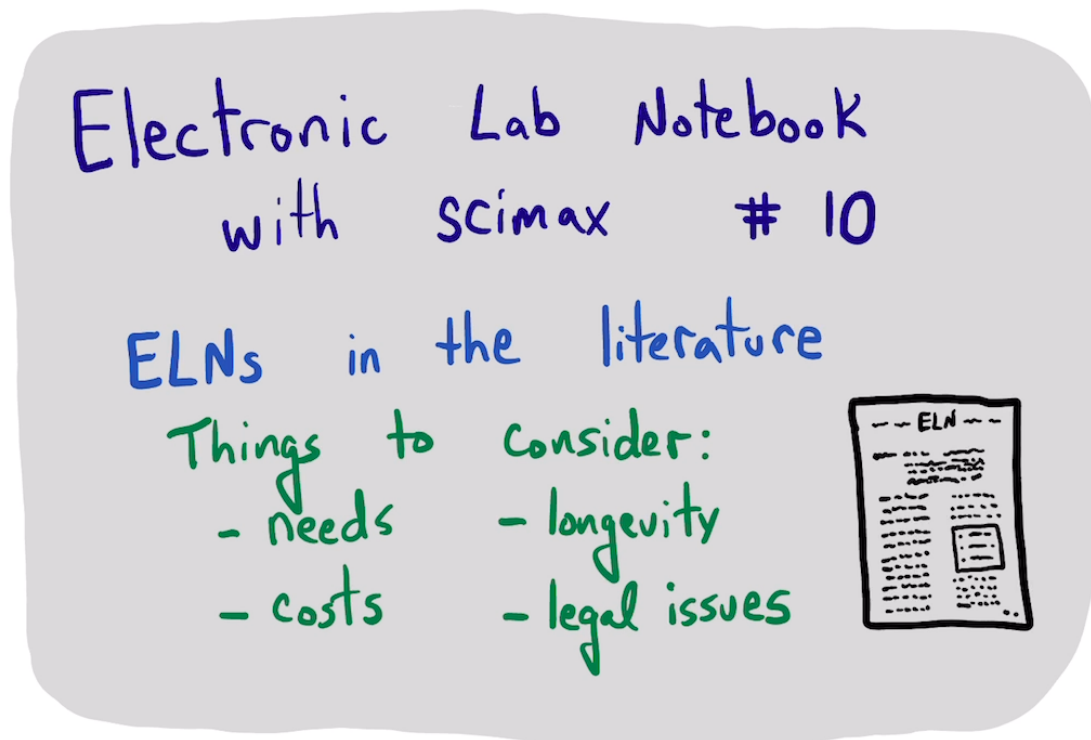 Electronic Lab Notebook
with scimax # 10
ELNs in the literature
Things to consider:
- needs - longevity
- costs - legal issues
~ ~ ELN ~ ~